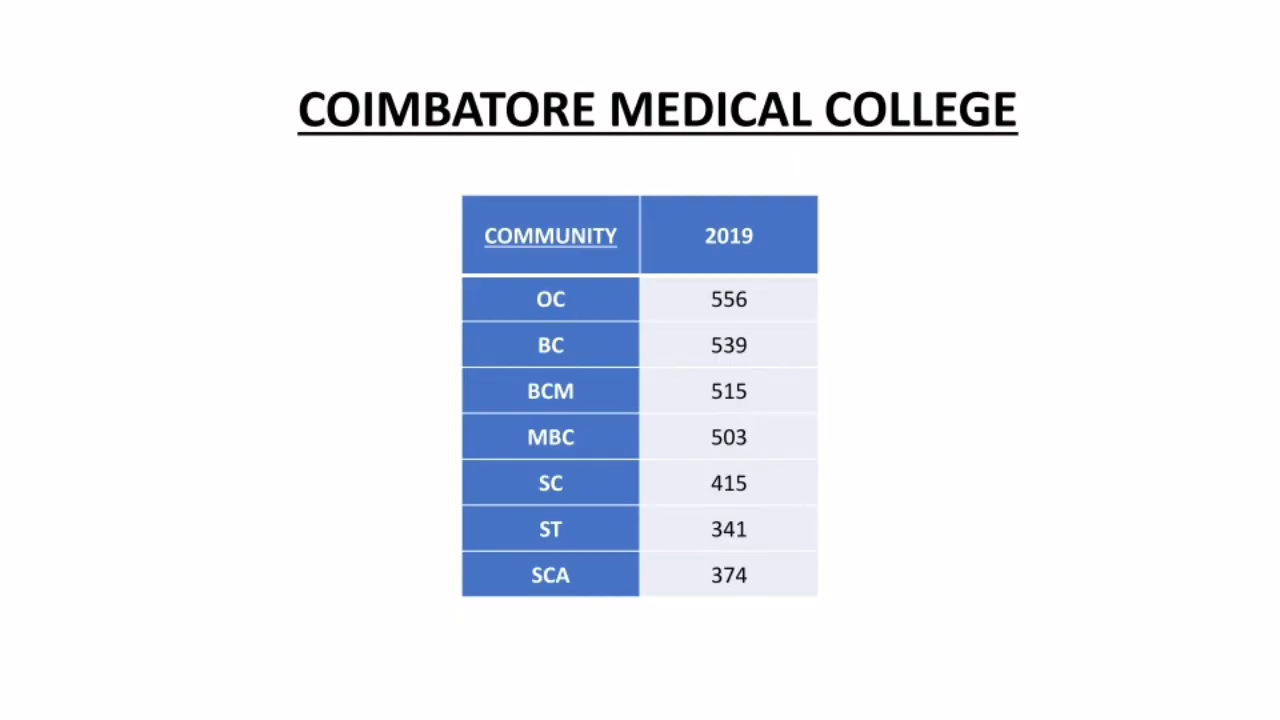 COIMBATORE MEDICAL COLLEGE
COMMUNITY 2019
OC 556
BC 539
BCM 515
MBC 503
SC 415
ST 341
SCA 374